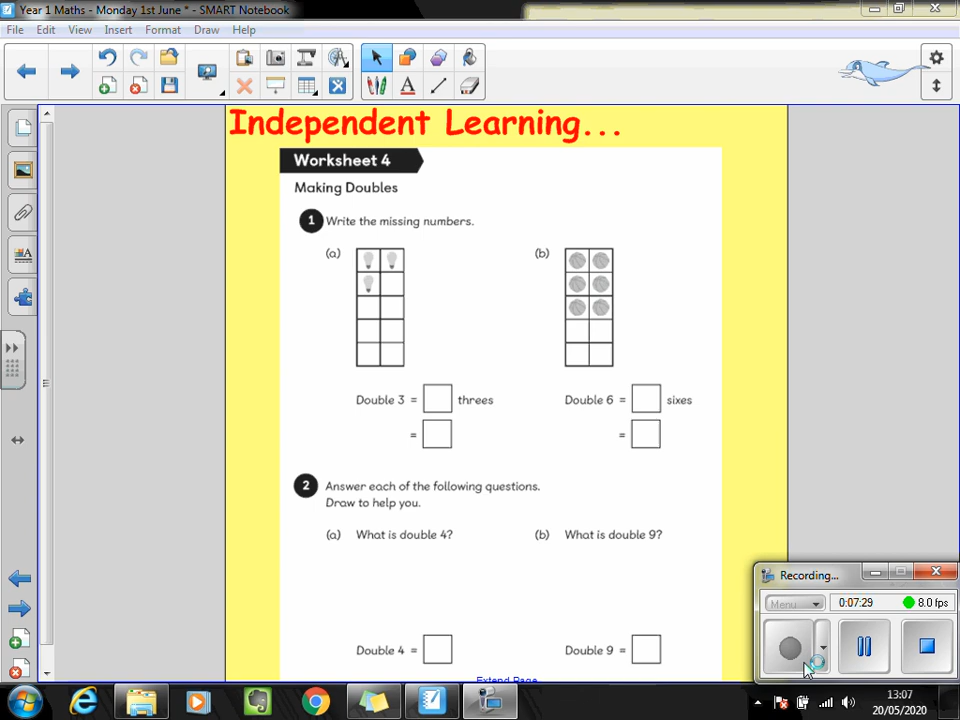 Year 1 Maths - Monday 1st June * - SMART Notebook
File Edit View Insert Format Draw Help
Independent Learning...
Worksheet 4
Making Doubles
1 Write the missing numbers.
(a) (b)
Double 3 = threes Double 6 = sixes
= =
2 Answer each of the following questions.
Draw to help you.
(a) What is double 4? (b) What is double 9?
Double 4 = Double 9 =
Extend Page
Recording...
Menu 0:07:29 8.0 fps
13:07
20/05/2020